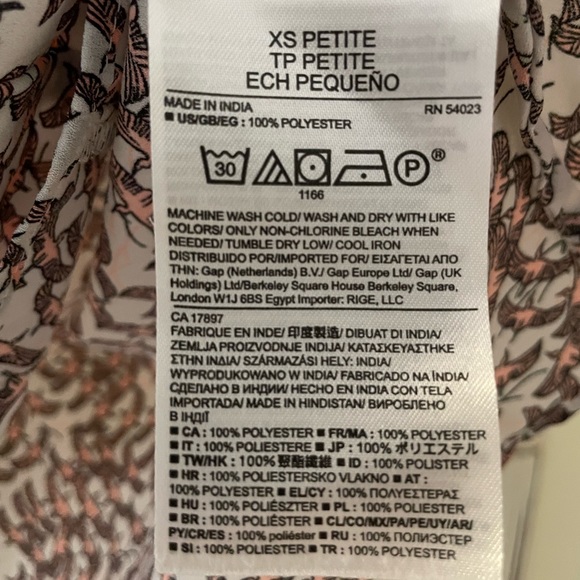 XS PETITE
TP PETITE
ECH PEQUEÑO
MADE IN INDIA RN 54023
■ US/GB/EG : 100% POLYESTER
30 P ®
1166
MACHINE WASH COLD/ WASH AND DRY WITH LIKE
COLORS/ ONLY NON-CHLORINE BLEACH WHEN
NEEDED/ TUMBLE DRY LOW/ COOL IRON
DISTRIBUIDO POR/IMPORTED FOR/ ΕΙΣΑΓΕΤΑΙ ΑΠΟ
ΤΗΝ: Gap (Netherlands) B.V./ Gap Europe Ltd/ Gap (UK
Holdings) Ltd/Berkeley Square House Berkeley Square,
London W1J 6BS Egypt Importer: RIGE, LLC
CA 17897
FABRIQUE EN INDE/ 印度製造/ DIBUAT DI INDIA/
ZEMLJA PROIZVODNJE INDIJA/ ΚΑΤΑΣΚΕΥΑΣΤΗΚΕ
ΣΤΗΝ ΙΝΔΙΑ/ SZÁRMAZÁSI HELY: INDIA/
WYPRODUKOWANO W INDIA/ FABRICADO NA ÍNDIA/
СДЕЛАНО В ИНДИИ/ HECHO EN INDIA CON TELA
IMPORTADA/ MADE IN HINDISTAN/ ВИРОБЛЕНО
В ІНДІЇ
■ CA : 100% POLYESTER ■ FR/MA : 100% POLYESTER
■ IT : 100% POLIESTERE ■ JP : 100% ポリエステル
■ TW/HK : 100% 聚酯纖維 ■ ID : 100% POLISTER
■ HR : 100% POLIESTERSKO VLAKNO ■ AT :
100% POLYESTER ■ EL/CY : 100% ΠΟΛΥΕΣΤΕΡΑΣ
■ HU : 100% POLIÉSZTER ■ PL : 100% POLIESTER
■ BR : 100% POLIÉSTER ■ CL/CO/MX/PA/PE/UY/AR/
PY/CR/ES : 100% poliéster ■ RU : 100% ПОЛИЭСТЕР
■ SI : 100% POLIESTER ■ TR : 100% POLIESTER